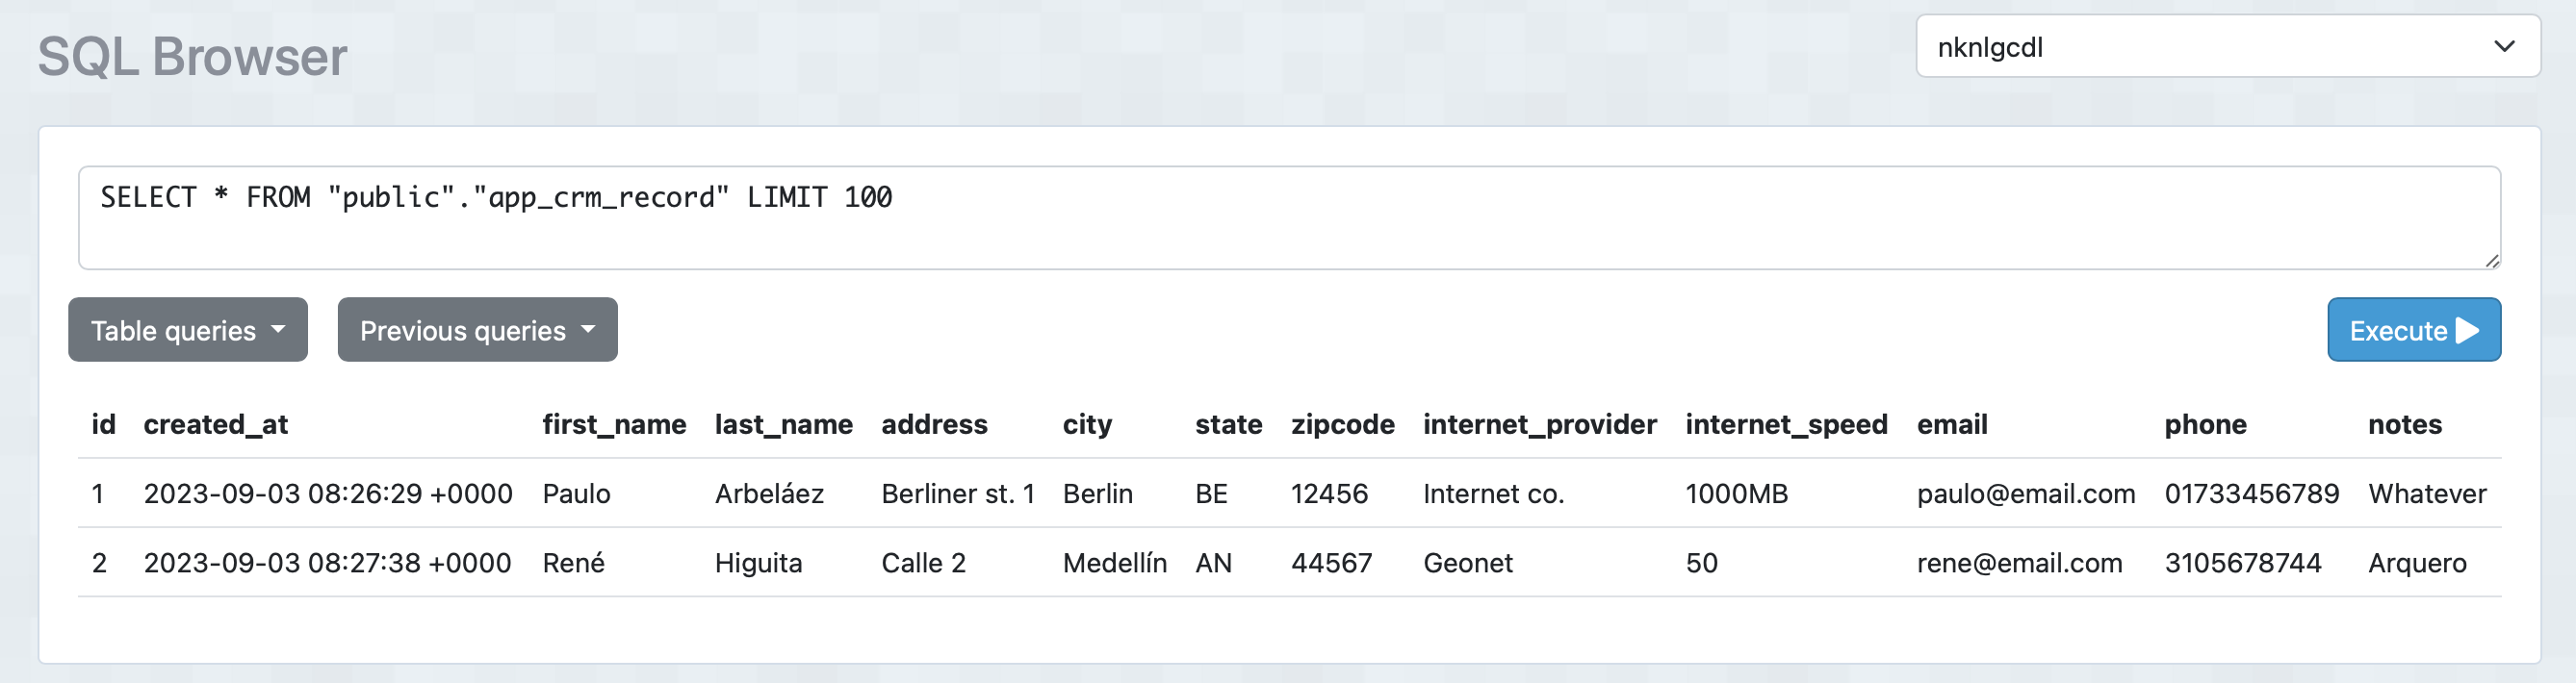 SQL Browser
nknlgcdl
SELECT * FROM "public"."app_crm_record" LIMIT 100
Table queries Previous queries Execute
id created_at first_name last_name address city state zipcode internet_provider internet_speed email phone notes
1 2023-09-03 08:26:29 +0000 Paulo Arbeláez Berliner st. 1 Berlin BE 12456 Internet co. 1000MB paulo@email.com 01733456789 Whatever
2 2023-09-03 08:27:38 +0000 René Higuita Calle 2 Medellín AN 44567 Geonet 50 rene@email.com 3105678744 Arquero